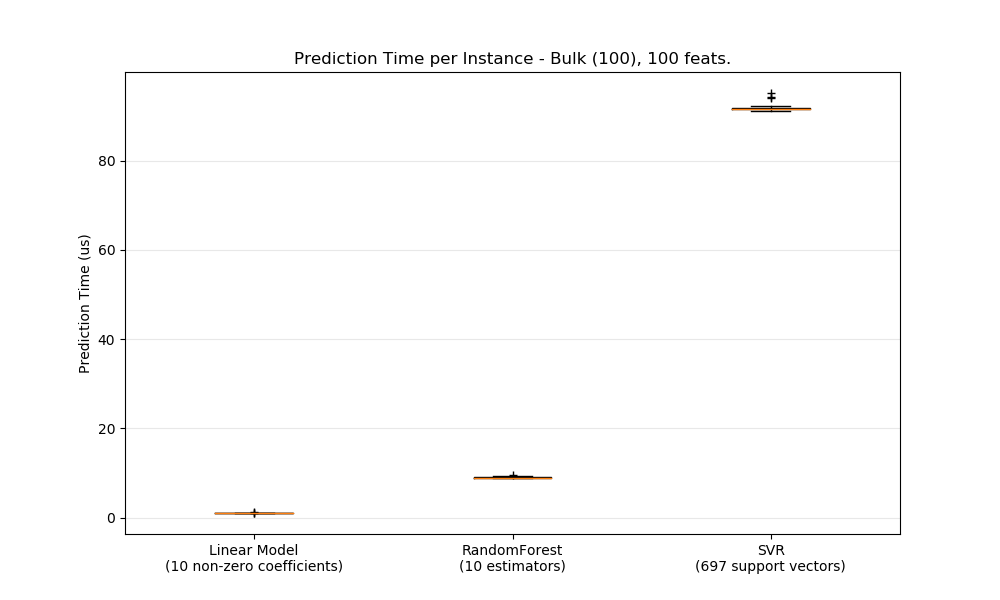 Prediction Time per Instance - Bulk (100), 100 feats.
Prediction Time (us)
80
60
40
20
0
Linear Model
(10 non-zero coefficients)
RandomForest
(10 estimators)
SVR
(697 support vectors)